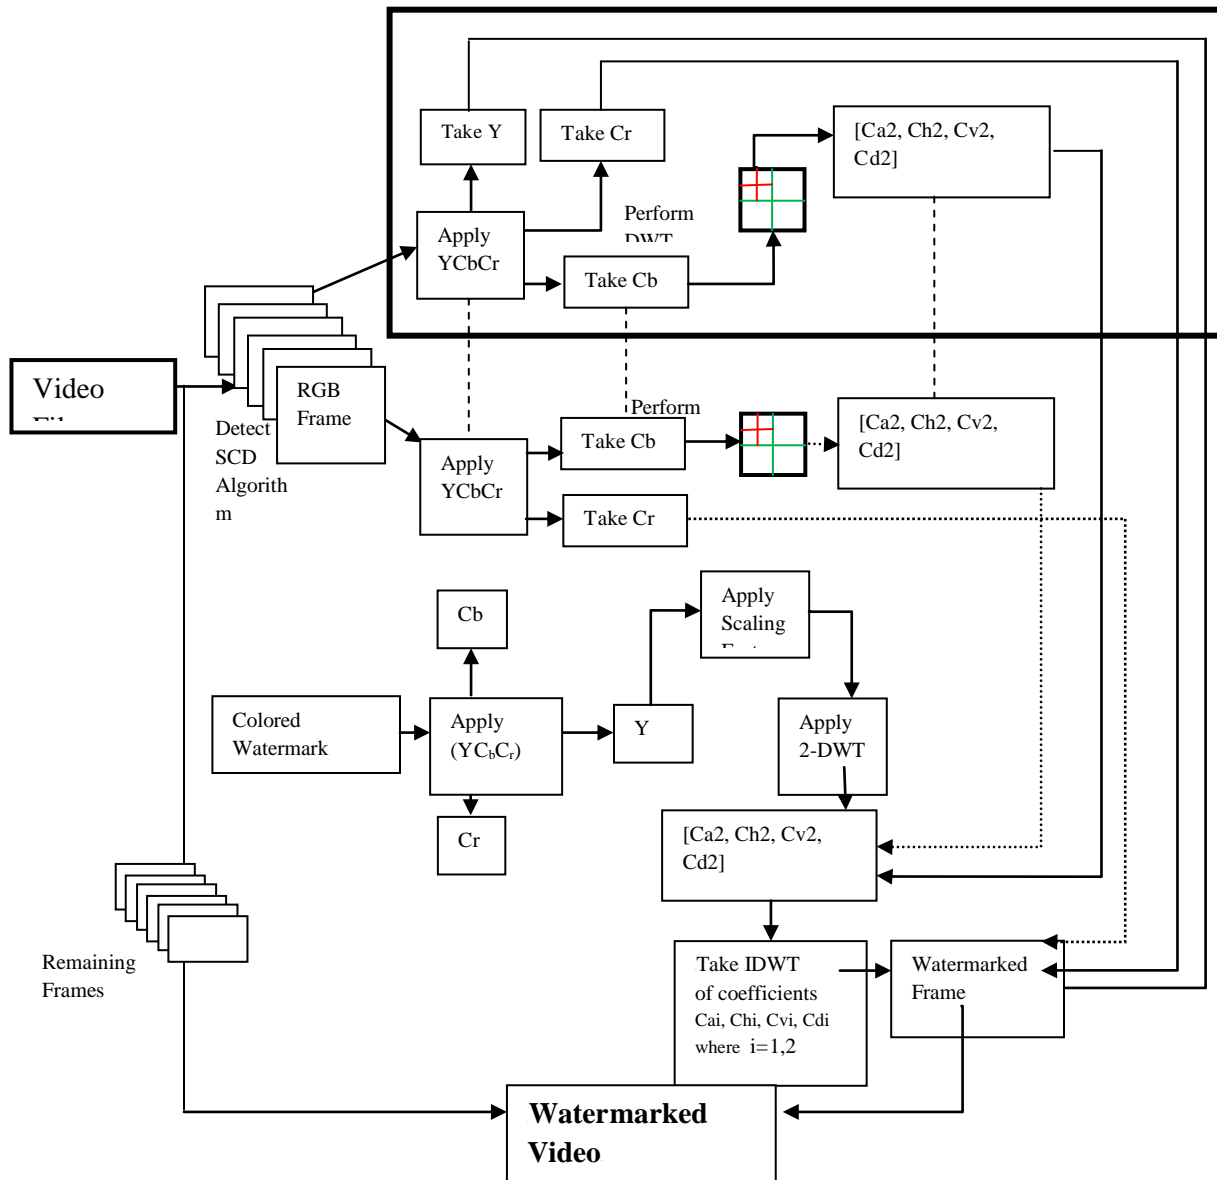 Take Y
Take Cr
[Ca2, Ch2, Cv2,
Cd2]
Perform
DWT
Apply
YCbCr
Take Cb
Video
RGB
Frame
Detect
SCD
Algorith
m
Perform
Take Cb
[Ca2, Ch2, Cv2,
Cd2]
Apply
YCbCr
Take Cr
Cb
Apply
Scaling
Colored
Watermark
Apply
(YCbCr)
Y
Apply
2-DWT
Cr
[Ca2, Ch2, Cv2,
Cd2]
Remaining
Frames
Take IDWT
of coefficients
Cai, Chi, Cvi, Cdi
where i=1,2
Watermarked
Frame
Watermarked
Video